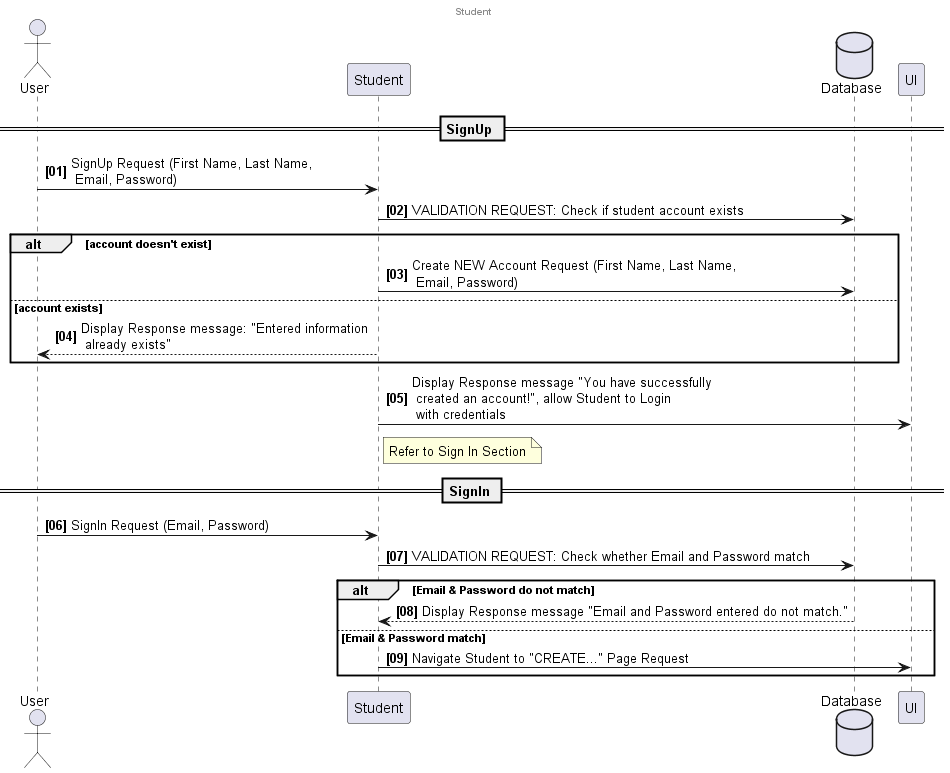 Student
User
Student
Database
UI
SignUp
[01] SignUp Request (First Name, Last Name,
Email, Password)
[02] VALIDATION REQUEST: Check if student account exists
alt [account doesn't exist]
[03] Create NEW Account Request (First Name, Last Name,
Email, Password)
[account exists]
[04] Display Response message: "Entered information
already exists"
[05] Display Response message "You have successfully
created an account!", allow Student to Login
with credentials
Refer to Sign In Section
SignIn
[06] SignIn Request (Email, Password)
[07] VALIDATION REQUEST: Check whether Email and Password match
alt [Email & Password do not match]
[08] Display Response message "Email and Password entered do not match."
[Email & Password match]
[09] Navigate Student to "CREATE..." Page Request
User
Student
Database
UI